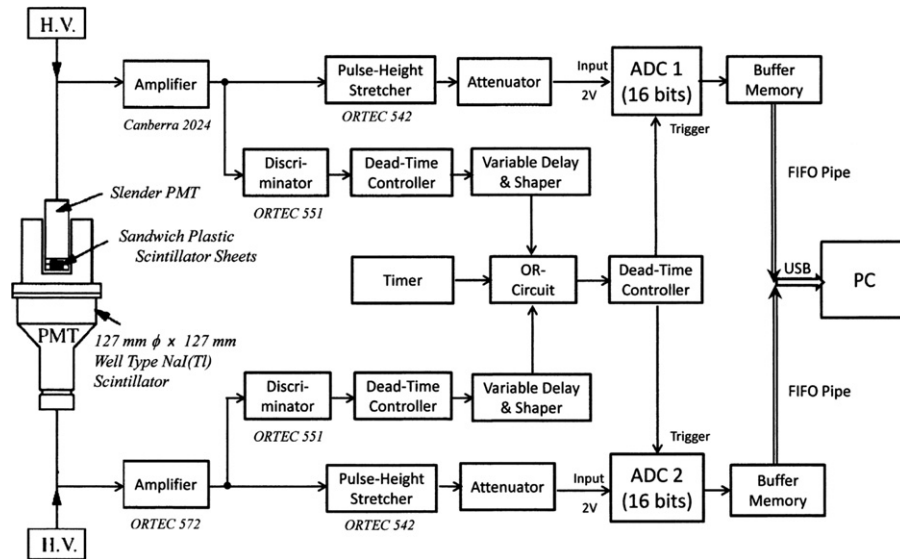 H.V.
Amplifier
Canberra 2024
Pulse-Height
Stretcher
ORTEC 542
Attenuator
Input
2V
ADC 1
(16 bits)
Trigger
Buffer
Memory
FIFO Pipe
Discri-
minator
ORTEC 551
Dead-Time
Controller
Variable Delay
& Shaper
Slender PMT
Sandwich Plastic
Scintillator Sheets
Timer
OR-
Circuit
Dead-Time
Controller
USB
PC
PMT
127 mm ϕ x 127 mm
Well Type NaI(Tl)
Scintillator
Discri-
minator
ORTEC 551
Dead-Time
Controller
Variable Delay
& Shaper
FIFO Pipe
Trigger
Amplifier
ORTEC 572
Pulse-Height
Stretcher
ORTEC 542
Attenuator
Input
2V
ADC 2
(16 bits)
Buffer
Memory
H.V.